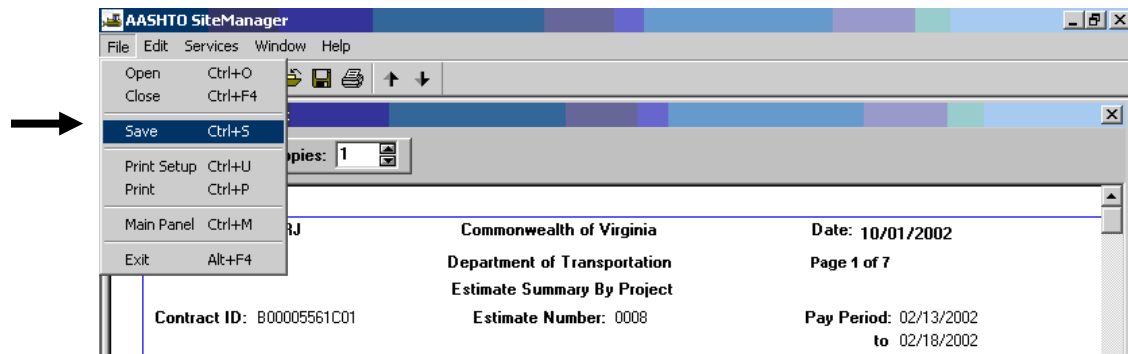 AASHTO SiteManager
File Edit Services Window Help
Open Ctrl+O
Close Ctrl+F4
Save Ctrl+S
Print Setup Ctrl+U
Print Ctrl+P
Main Panel Ctrl+M
Exit Alt+F4
opies: 1
RJ Commonwealth of Virginia Date: 10/01/2002
Department of Transportation Page 1 of 7
Estimate Summary By Project
Contract ID: B00005561C01 Estimate Number: 0008 Pay Period: 02/13/2002
to 02/18/2002